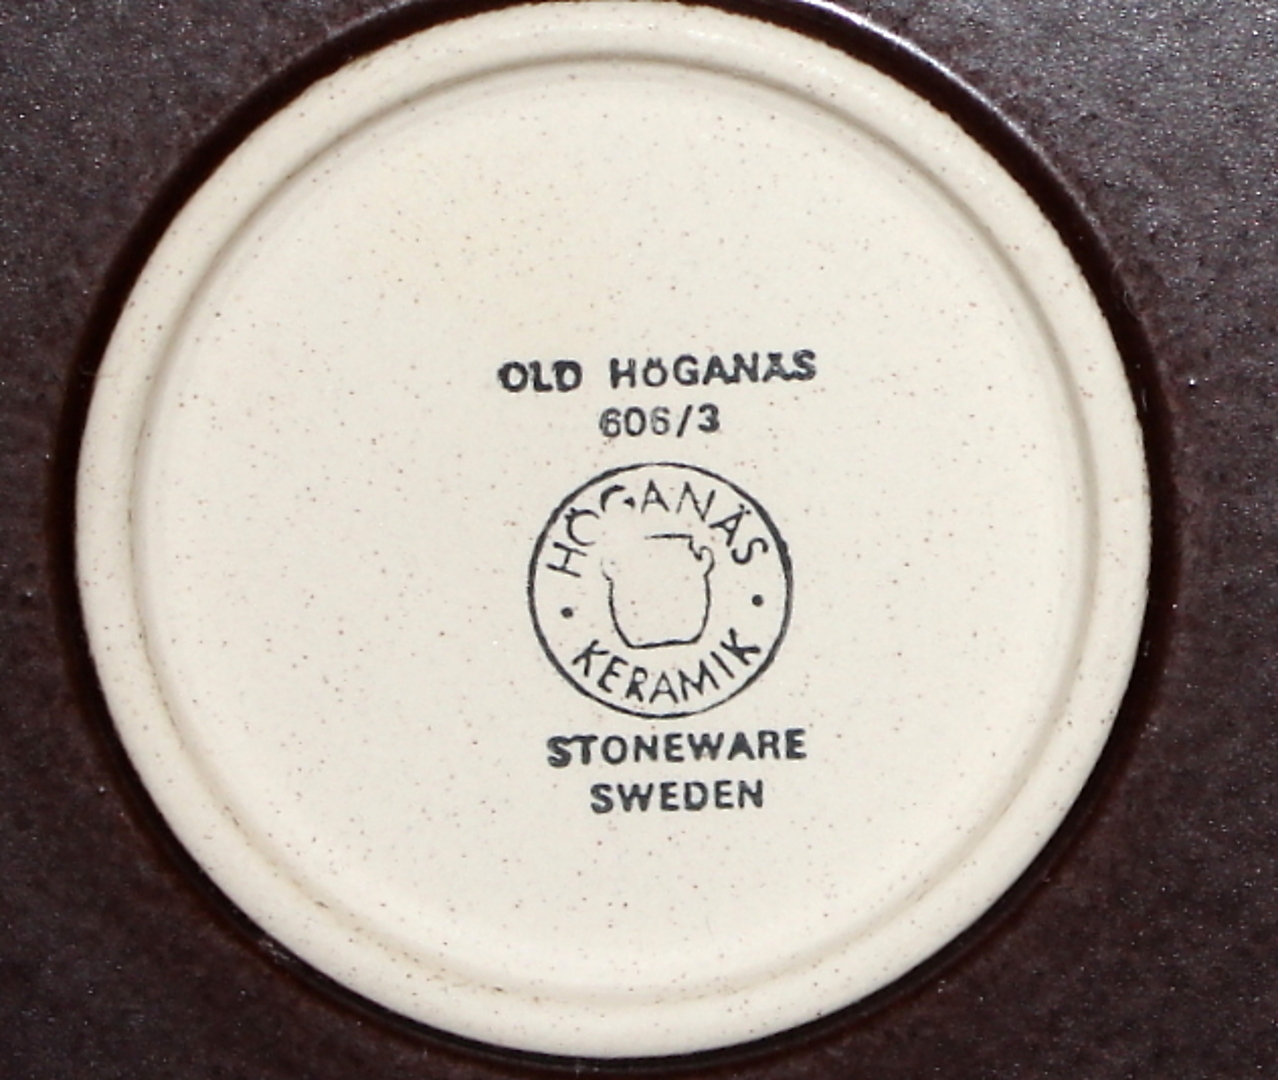 OLD HÖGANÄS
606/3
HÖGANÄS
KERAMIK
STONEWARE
SWEDEN